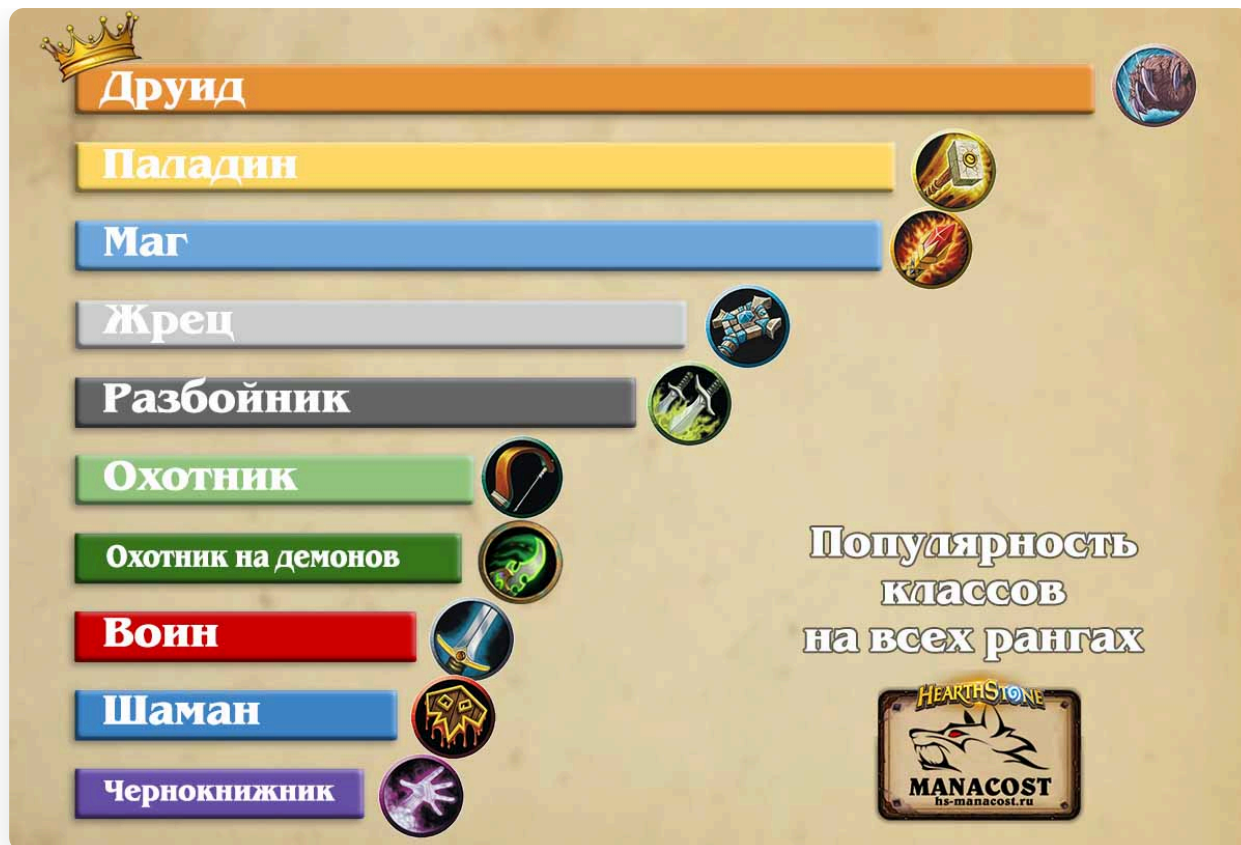 Друид
Паладин
Маг
Жрец
Разбойник
Охотник
Охотник на демонов
Воин
Шаман
Чернокнижник
Популярность
классов
на всех рангах
HEARTHSTONE
MANACOST
hs-manacost.ru